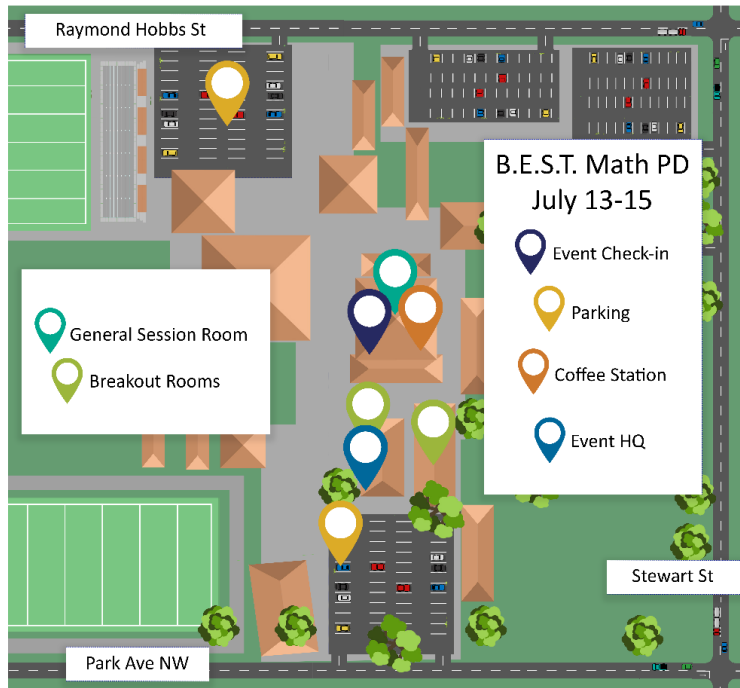 Raymond Hobbs St
B.E.S.T. Math PD
July 13-15
Event Check-in
Parking
Coffee Station
Event HQ
General Session Room
Breakout Rooms
Stewart St
Park Ave NW